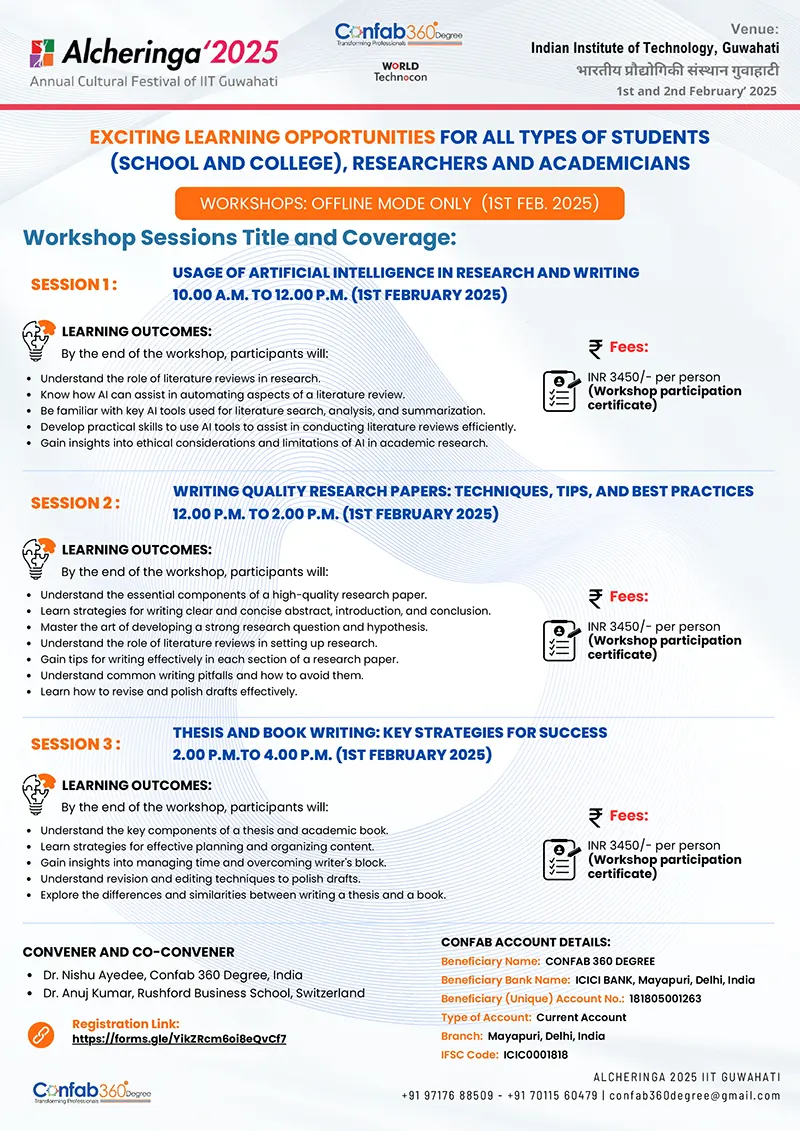 Alcheringa‘2025
Annual Cultural Festival of IIT Guwahati
Confab360Degree
Transforming Professionals
WORLD
Technocon
Venue:
Indian Institute of Technology, Guwahati
भारतीय प्रौद्योगिकी संस्थान गुवाहाटी
1st and 2nd February’ 2025
EXCITING LEARNING OPPORTUNITIES FOR ALL TYPES OF STUDENTS
(SCHOOL AND COLLEGE), RESEARCHERS AND ACADEMICIANS
WORKSHOPS: OFFLINE MODE ONLY (1ST FEB. 2025)
Workshop Sessions Title and Coverage:
SESSION 1 :
USAGE OF ARTIFICIAL INTELLIGENCE IN RESEARCH AND WRITING
10.00 A.M. TO 12.00 P.M. (1ST FEBRUARY 2025)
LEARNING OUTCOMES:
By the end of the workshop, participants will:
• Understand the role of literature reviews in research.
• Know how AI can assist in automating aspects of a literature review.
• Be familiar with key AI tools used for literature search, analysis, and summarization.
• Develop practical skills to use AI tools to assist in conducting literature reviews efficiently.
• Gain insights into ethical considerations and limitations of AI in academic research.
₹ Fees:
INR 3450/- per person
(Workshop participation
certificate)
SESSION 2 :
WRITING QUALITY RESEARCH PAPERS: TECHNIQUES, TIPS, AND BEST PRACTICES
12.00 P.M. TO 2.00 P.M. (1ST FEBRUARY 2025)
LEARNING OUTCOMES:
By the end of the workshop, participants will:
• Understand the essential components of a high-quality research paper.
• Learn strategies for writing clear and concise abstract, introduction, and conclusion.
• Master the art of developing a strong research question and hypothesis.
• Understand the role of literature reviews in setting up research.
• Gain tips for writing effectively in each section of a research paper.
• Understand common writing pitfalls and how to avoid them.
• Learn how to revise and polish drafts effectively.
₹ Fees:
INR 3450/- per person
(Workshop participation
certificate)
SESSION 3 :
THESIS AND BOOK WRITING: KEY STRATEGIES FOR SUCCESS
2.00 P.M.TO 4.00 P.M. (1ST FEBRUARY 2025)
LEARNING OUTCOMES:
By the end of the workshop, participants will:
• Understand the key components of a thesis and academic book.
• Learn strategies for effective planning and organizing content.
• Gain insights into managing time and overcoming writer's block.
• Understand revision and editing techniques to polish drafts.
• Explore the differences and similarities between writing a thesis and a book.
₹ Fees:
INR 3450/- per person
(Workshop participation
certificate)
CONVENER AND CO-CONVENER
• Dr. Nishu Ayedee, Confab 360 Degree, India
• Dr. Anuj Kumar, Rushford Business School, Switzerland
Registration Link:
https://forms.gle/YikZRcm6oi8eQvCf7
CONFAB ACCOUNT DETAILS:
Beneficiary Name: CONFAB 360 DEGREE
Beneficiary Bank Name: ICICI BANK, Mayapuri, Delhi, India
Beneficiary (Unique) Account No.: 181805001263
Type of Account: Current Account
Branch: Mayapuri, Delhi, India
IFSC Code: ICIC0001818
Confab360Degree
Transforming Professionals
ALCHERINGA 2025 IIT GUWAHATI
+91 97176 88509 - +91 70115 60479 | confab360degree@gmail.com